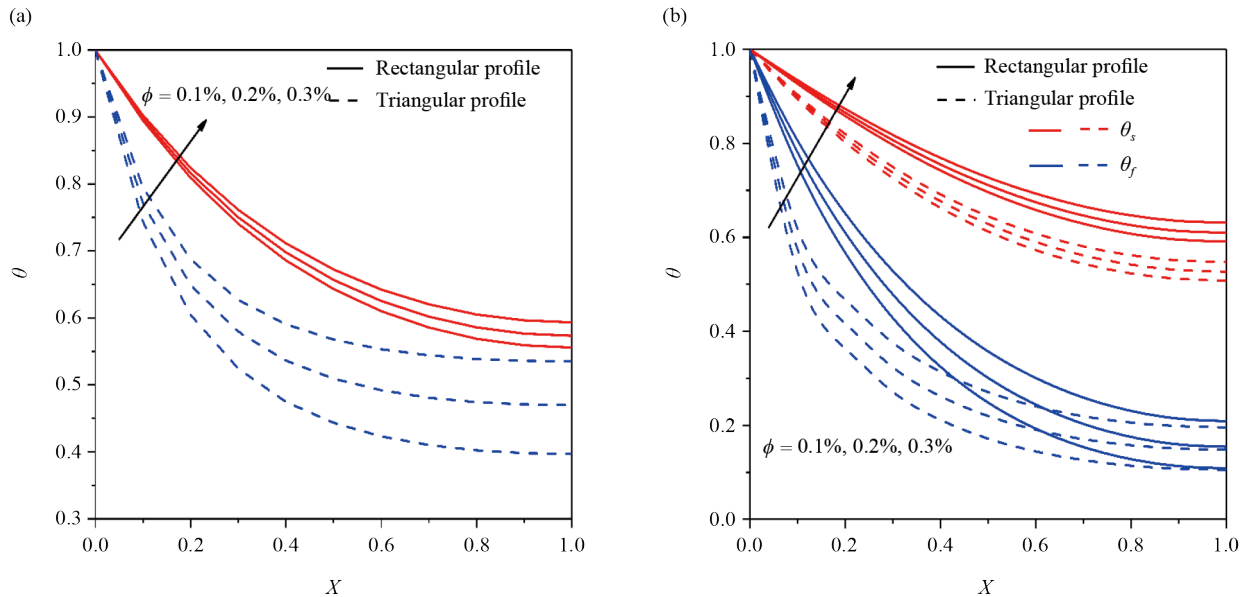 (a)
1.0
0.9
0.8
0.7
0.6
0.5
0.4
0.3
θ
0.0
0.2
0.4
0.6
0.8
1.0
X
Rectangular profile
ϕ = 0.1%, 0.2%, 0.3%
Triangular profile
(b)
1.0
0.8
0.6
0.4
0.2
0.0
θ
0.0
0.2
0.4
0.6
0.8
1.0
X
Rectangular profile
Triangular profile
θs
θf
ϕ = 0.1%, 0.2%, 0.3%